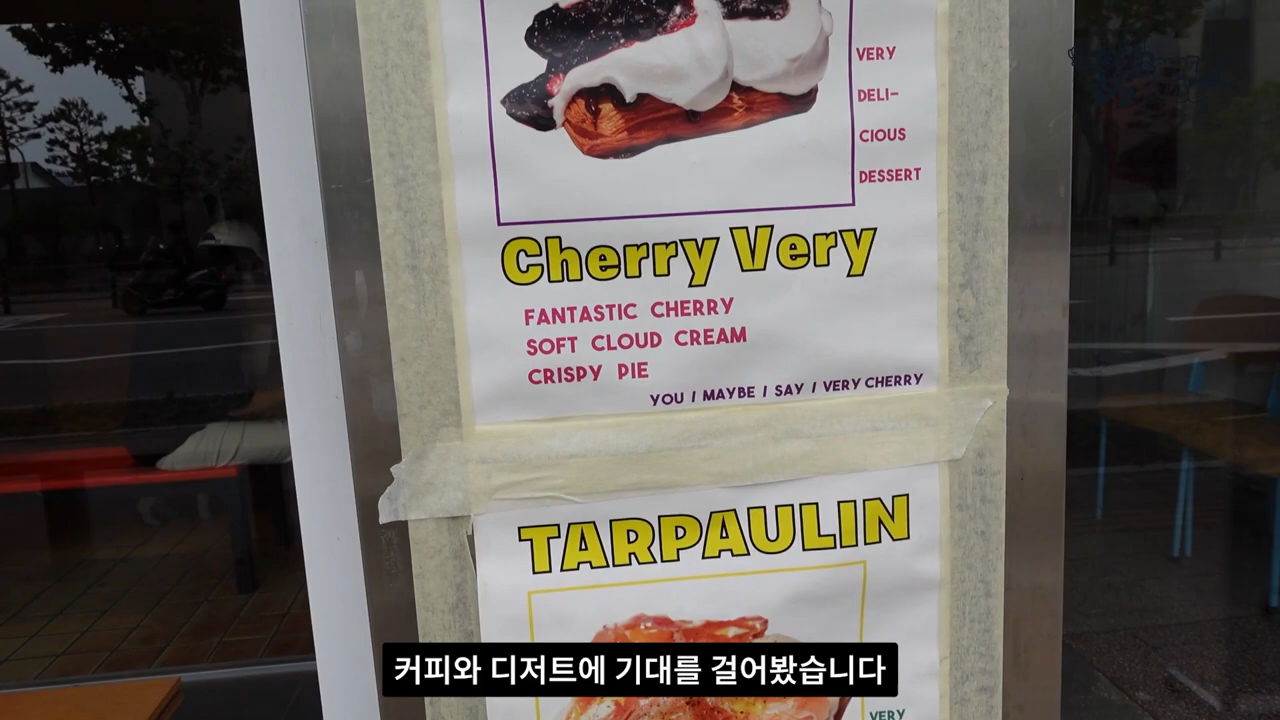 VERY
DELI-
CIOUS
DESSERT
Cherry Very
FANTASTIC CHERRY
SOFT CLOUD CREAM
CRISPY PIE
YOU / MAYBE / SAY / VERY CHERRY
TARPAULIN
VERY
커피와 디저트에 기대를 걸어봤습니다